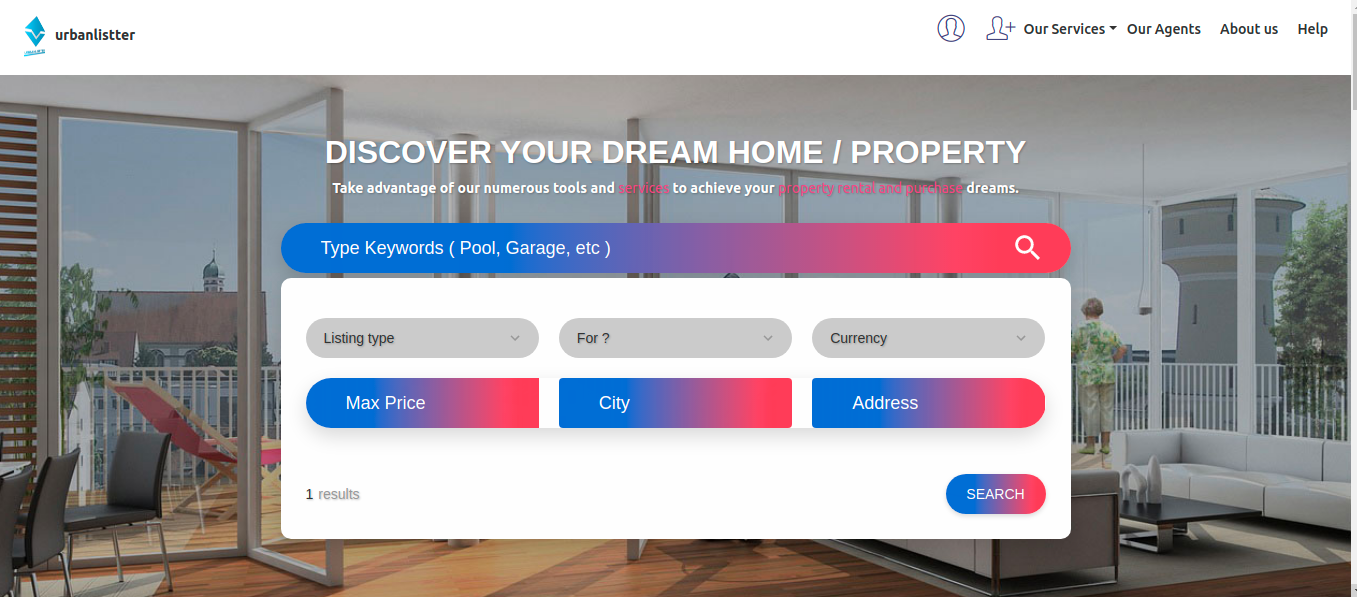 urbanlistter
Our Services
Our Agents
About us
Help
DISCOVER YOUR DREAM HOME / PROPERTY
Take advantage of our numerous tools and services to achieve your property rental and purchase dreams.
Type Keywords ( Pool, Garage, etc )
Listing type
For ?
Currency
Max Price
City
Address
1 results
SEARCH